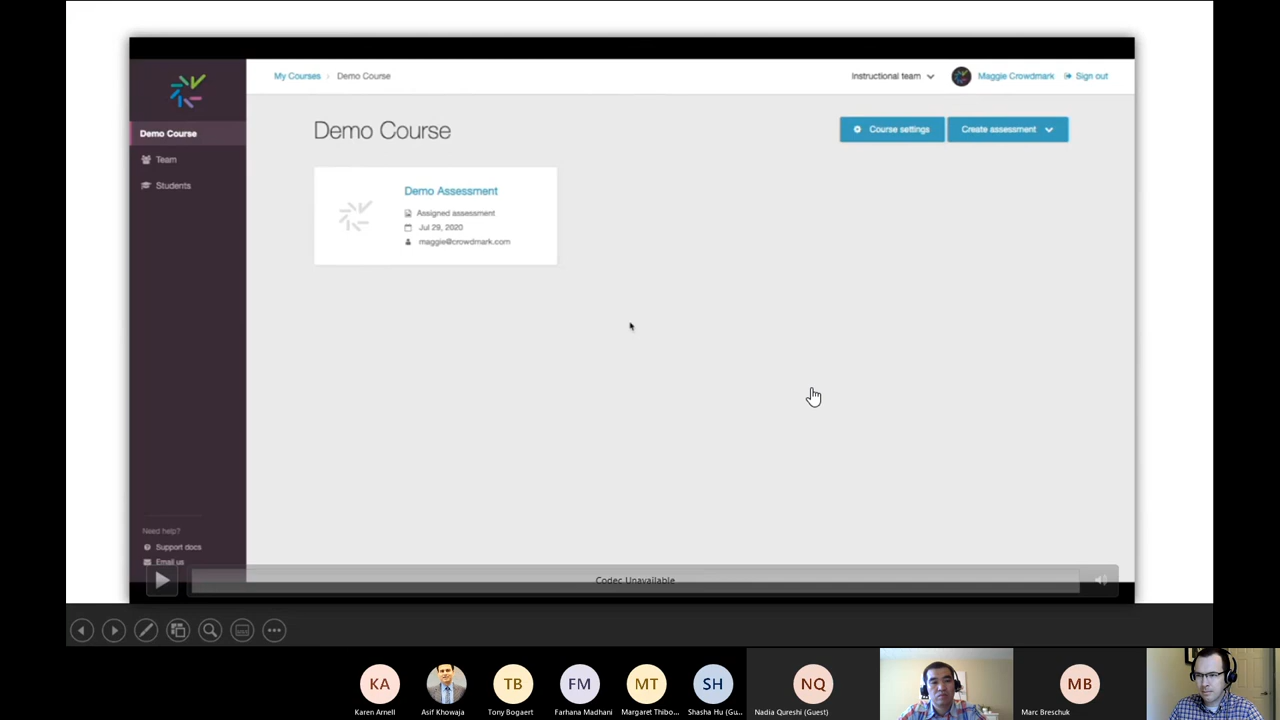 My Courses › Demo Course
Instructional team
Maggie Crowdmark
Sign out
Demo Course
Team
Students
Demo Course
Course settings
Create assessment
Demo Assessment
Assigned assessment
Jul 29, 2020
maggie@crowdmark.com
Need help?
Support docs
Email us
Codec Unavailable
KA
TB
FM
MT
SH
NQ
MB
Karen Arnell
Asif Khowaja
Tony Bogaert
Farhana Madhani
Margaret Thibo...
Shasha Hu (Gu...
Nadia Qureshi (Guest)
Marc Breschuk